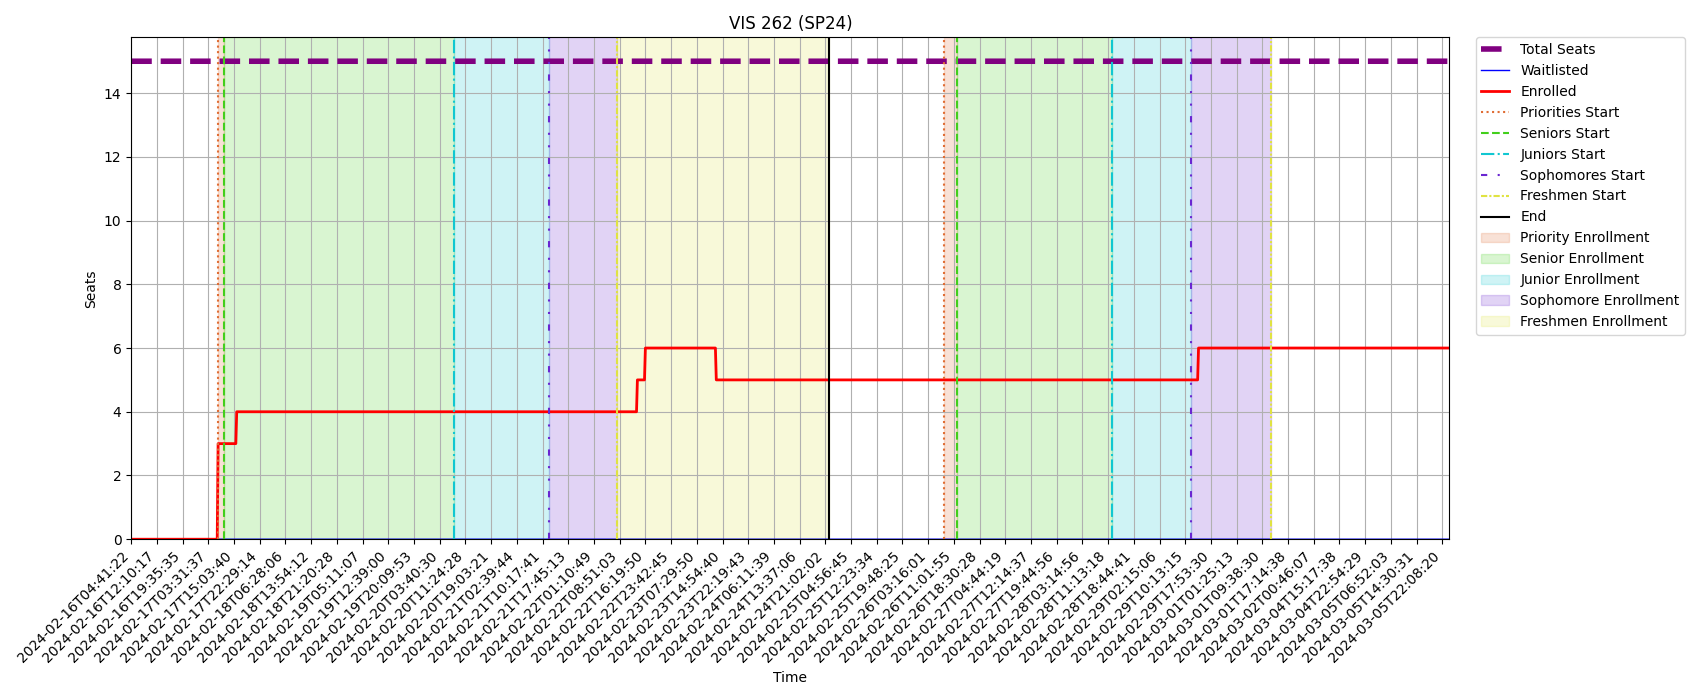 VIS 262 (SP24)
Seats
14
12
10
8
6
4
2
0
2024-02-16T04:41:22
2024-02-16T12:10:17
2024-02-16T19:35:35
2024-02-17T03:31:37
2024-02-17T15:03:40
2024-02-17T22:29:14
2024-02-18T06:28:06
2024-02-18T13:54:12
2024-02-18T21:20:28
2024-02-19T05:11:07
2024-02-19T12:39:00
2024-02-19T20:09:53
2024-02-20T03:40:30
2024-02-20T11:24:28
2024-02-20T19:03:21
2024-02-21T02:39:44
2024-02-21T10:17:41
2024-02-21T17:45:13
2024-02-22T01:10:49
2024-02-22T08:51:03
2024-02-22T16:19:50
2024-02-22T23:42:45
2024-02-23T07:29:50
2024-02-23T14:54:40
2024-02-23T22:19:43
2024-02-24T06:11:39
2024-02-24T13:37:06
2024-02-24T21:02:02
2024-02-25T04:56:45
2024-02-25T12:23:34
2024-02-25T19:48:25
2024-02-26T03:16:01
2024-02-26T11:01:55
2024-02-26T18:30:28
2024-02-27T04:44:19
2024-02-27T12:14:37
2024-02-27T19:44:56
2024-02-28T03:14:56
2024-02-28T11:13:18
2024-02-28T18:44:41
2024-02-29T02:15:06
2024-02-29T10:13:15
2024-02-29T17:53:30
2024-03-01T01:25:13
2024-03-01T09:38:30
2024-03-01T17:14:38
2024-03-02T00:46:07
2024-03-04T15:17:38
2024-03-04T22:54:29
2024-03-05T06:52:03
2024-03-05T14:30:31
2024-03-05T22:08:20
Time
Total Seats
Waitlisted
Enrolled
Priorities Start
Seniors Start
Juniors Start
Sophomores Start
Freshmen Start
End
Priority Enrollment
Senior Enrollment
Junior Enrollment
Sophomore Enrollment
Freshmen Enrollment